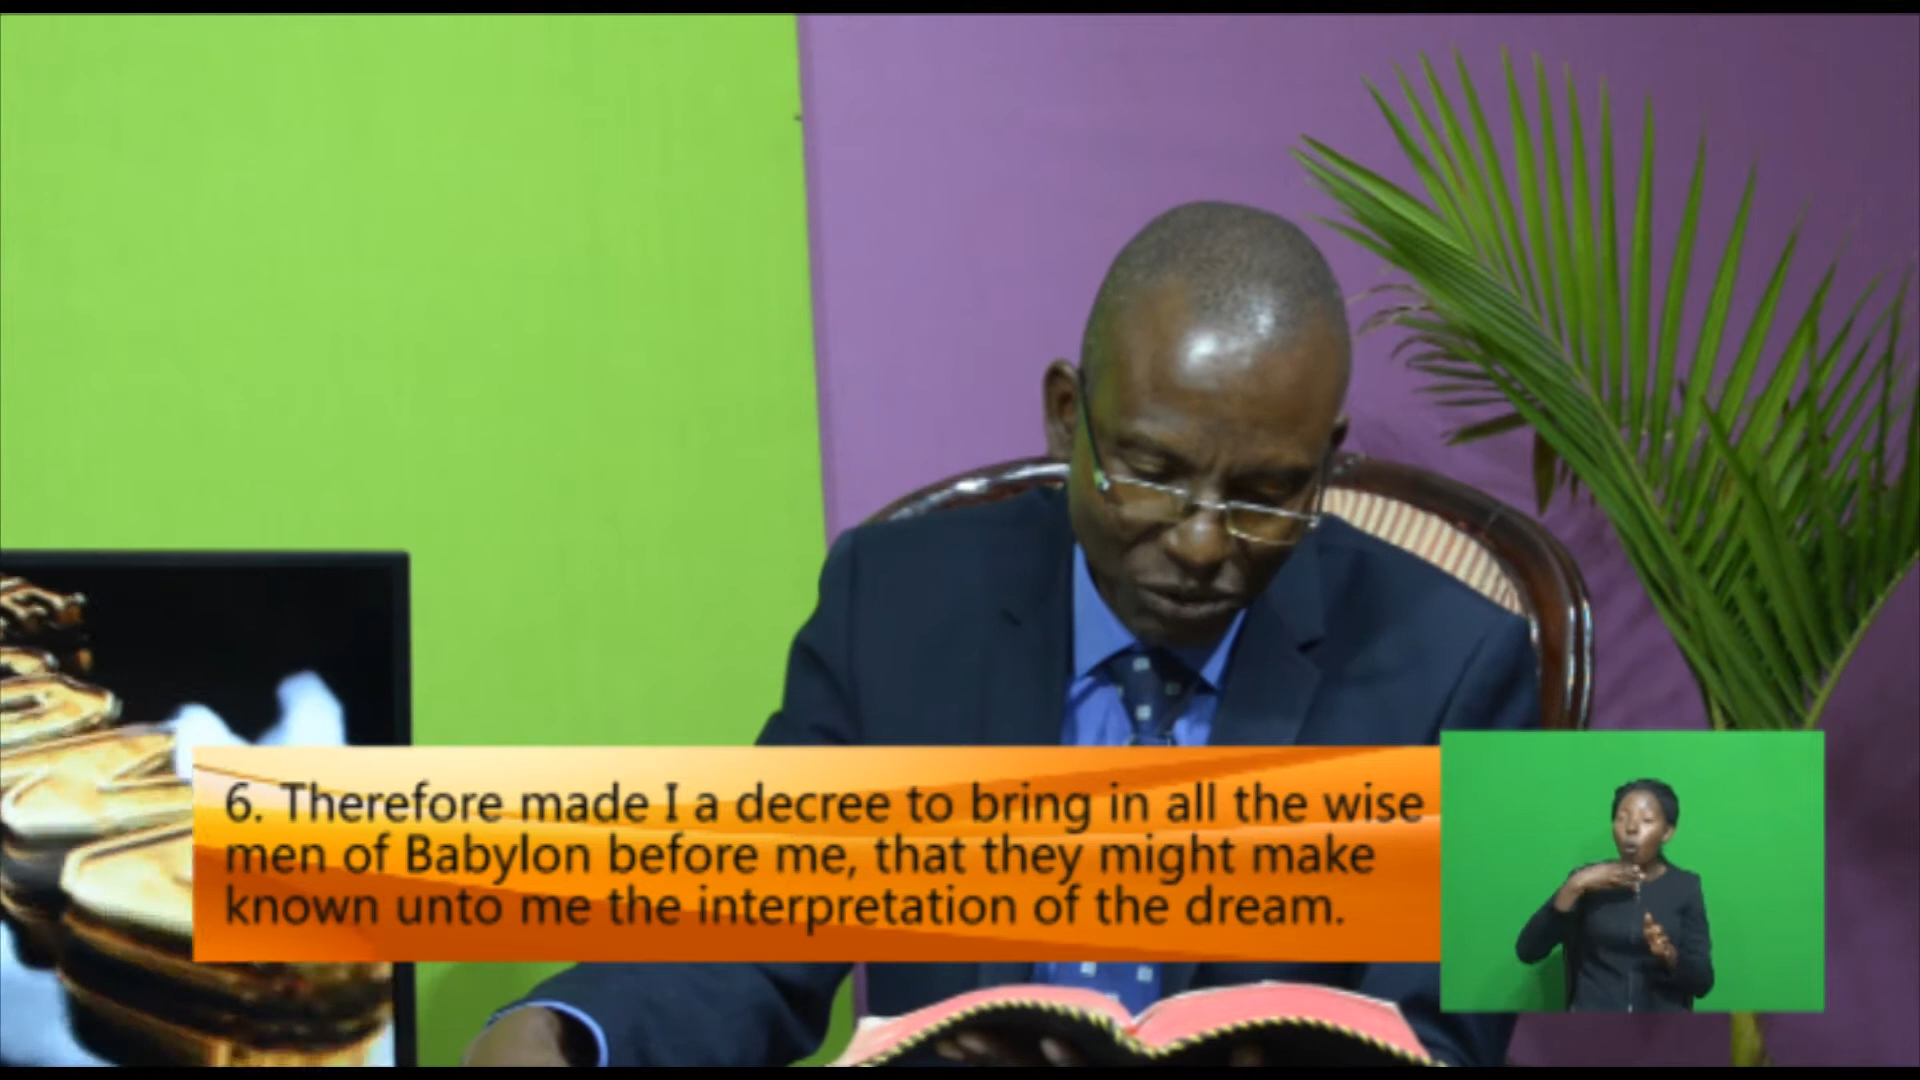 6. Therefore made I a decree to bring in all the wise
men of Babylon before me, that they might make
known unto me the interpretation of the dream.